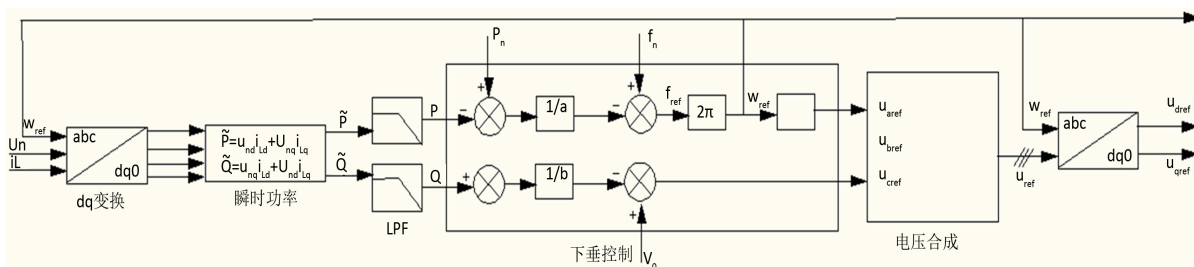 w_ref
Un
iL
abc
dq0
dq变换
P̃=u_nd i_Ld+U_nq i_Lq
Q̃=u_nq i_Ld+U_nd i_Lq
瞬时功率
P̃
Q̃
LPF
P
Q
P_n
+
-
1/a
f_n
+
-
f_ref
2π
w_ref
+
1/b
-
+
V_o
下垂控制
u_aref
u_bref
u_cref
电压合成
u_ref
w_ref
abc
dq0
u_dref
u_qref